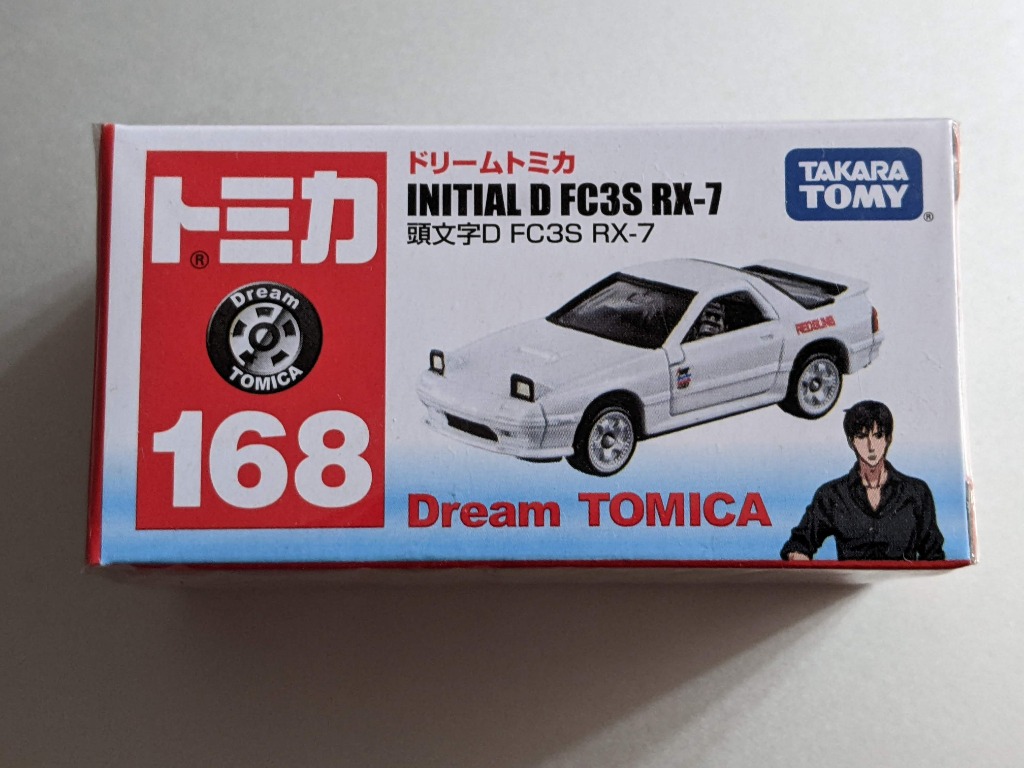 トミカ
®
Dream
TOMICA
168
ドリームトミカ
INITIAL D FC3S RX-7
頭文字D FC3S RX-7
TAKARA
TOMY
®
REDSUNS
Dream TOMICA